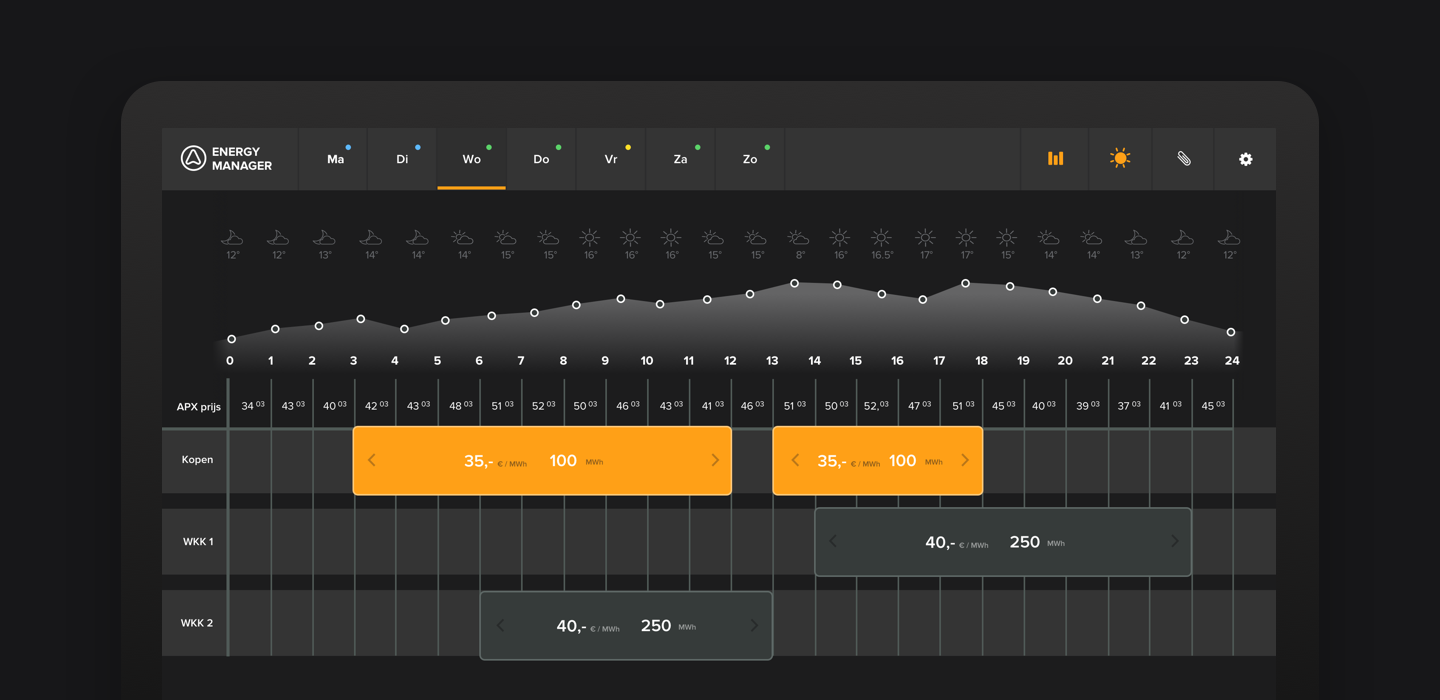 ENERGY
MANAGER
Ma Di Wo Do Vr Za Zo
12° 12° 13° 14° 14° 14° 15° 15° 16° 16° 16° 15° 15° 8° 16° 16,5° 17° 17° 15° 14° 14° 13° 12° 12°
0 1 2 3 4 5 6 7 8 9 10 11 12 13 14 15 16 17 18 19 20 21 22 23 24
APX prijs 34 03 43 03 40 03 42 03 43 03 48 03 51 03 52 03 50 03 46 03 43 03 41 03 46 03 51 03 50 03 52,03 47 03 51 03 45 03 40 03 39 03 37 03 41 03 45 03
Kopen 35,- € / MWh 100 MWh 35,- € / MWh 100 MWh
WKK 1 40,- € / MWh 250 MWh
WKK 2 40,- € / MWh 250 MWh